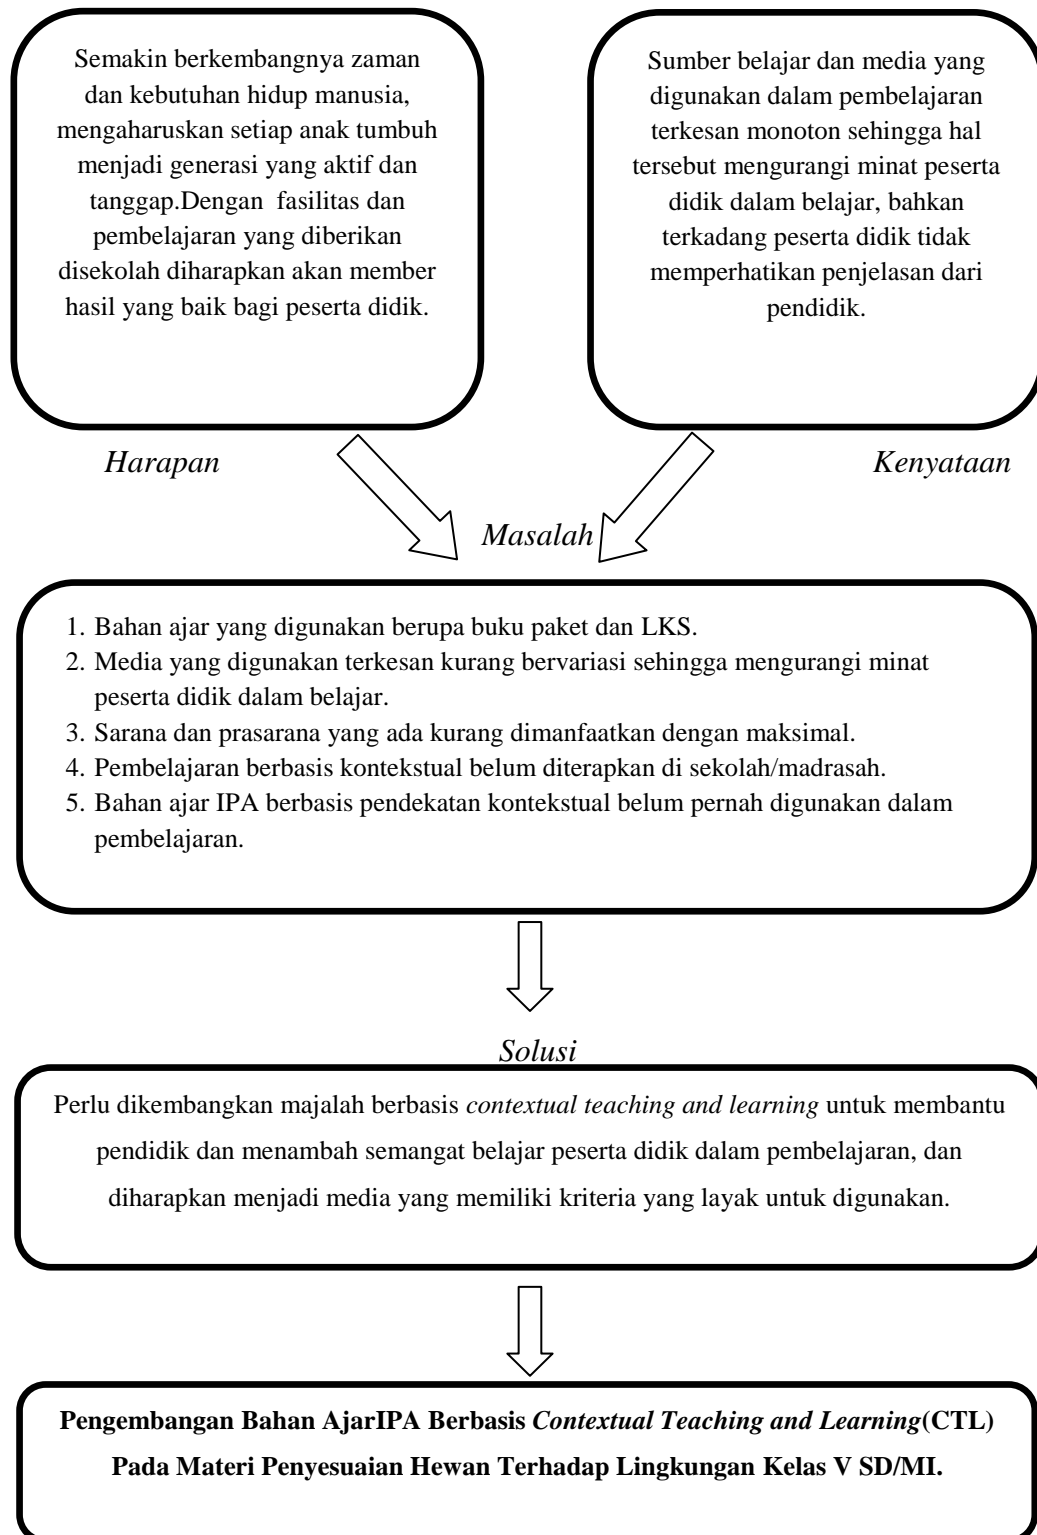 Semakin berkembangnya zaman
dan kebutuhan hidup manusia,
mengaharuskan setiap anak tumbuh
menjadi generasi yang aktif dan
tanggap.Dengan fasilitas dan
pembelajaran yang diberikan
disekolah diharapkan akan member
hasil yang baik bagi peserta didik.
Sumber belajar dan media yang
digunakan dalam pembelajaran
terkesan monoton sehingga hal
tersebut mengurangi minat peserta
didik dalam belajar, bahkan
terkadang peserta didik tidak
memperhatikan penjelasan dari
pendidik.
Harapan
Kenyataan
Masalah
1. Bahan ajar yang digunakan berupa buku paket dan LKS.
2. Media yang digunakan terkesan kurang bervariasi sehingga mengurangi minat
peserta didik dalam belajar.
3. Sarana dan prasarana yang ada kurang dimanfaatkan dengan maksimal.
4. Pembelajaran berbasis kontekstual belum diterapkan di sekolah/madrasah.
5. Bahan ajar IPA berbasis pendekatan kontekstual belum pernah digunakan dalam
pembelajaran.
Solusi
Perlu dikembangkan majalah berbasis contextual teaching and learning untuk membantu
pendidik dan menambah semangat belajar peserta didik dalam pembelajaran, dan
diharapkan menjadi media yang memiliki kriteria yang layak untuk digunakan.
Pengembangan Bahan AjarIPA Berbasis Contextual Teaching and Learning(CTL)
Pada Materi Penyesuaian Hewan Terhadap Lingkungan Kelas V SD/MI.